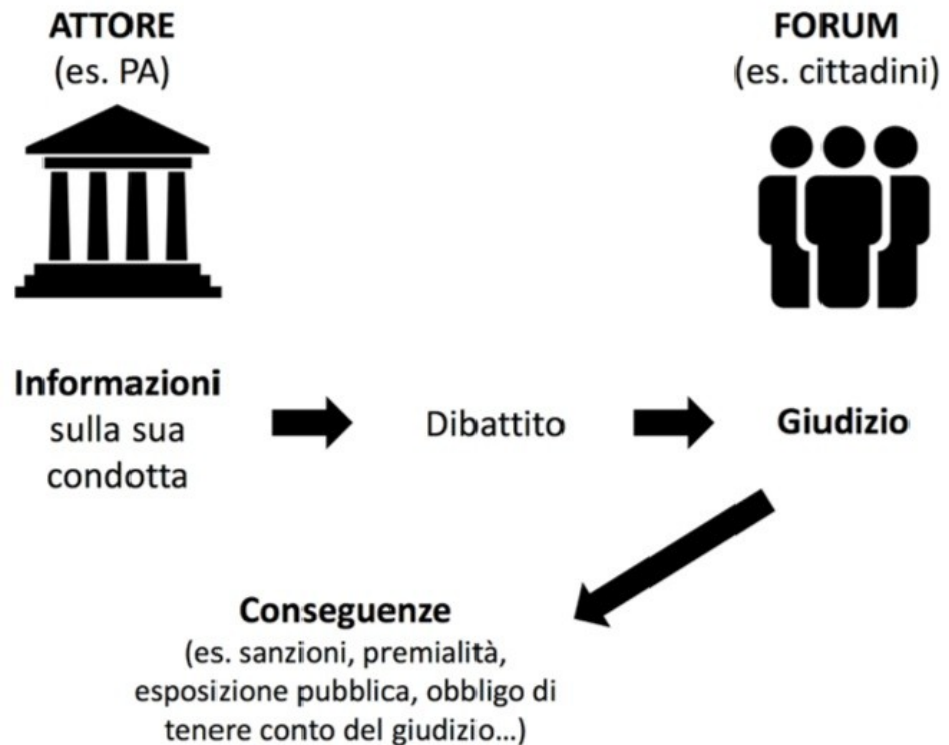 ATTORE
(es. PA)
FORUM
(es. cittadini)
Informazioni
sulla sua
condotta
Dibattito
Giudizio
Conseguenze
(es. sanzioni, premialità,
esposizione pubblica, obbligo di
tenere conto del giudizio…)